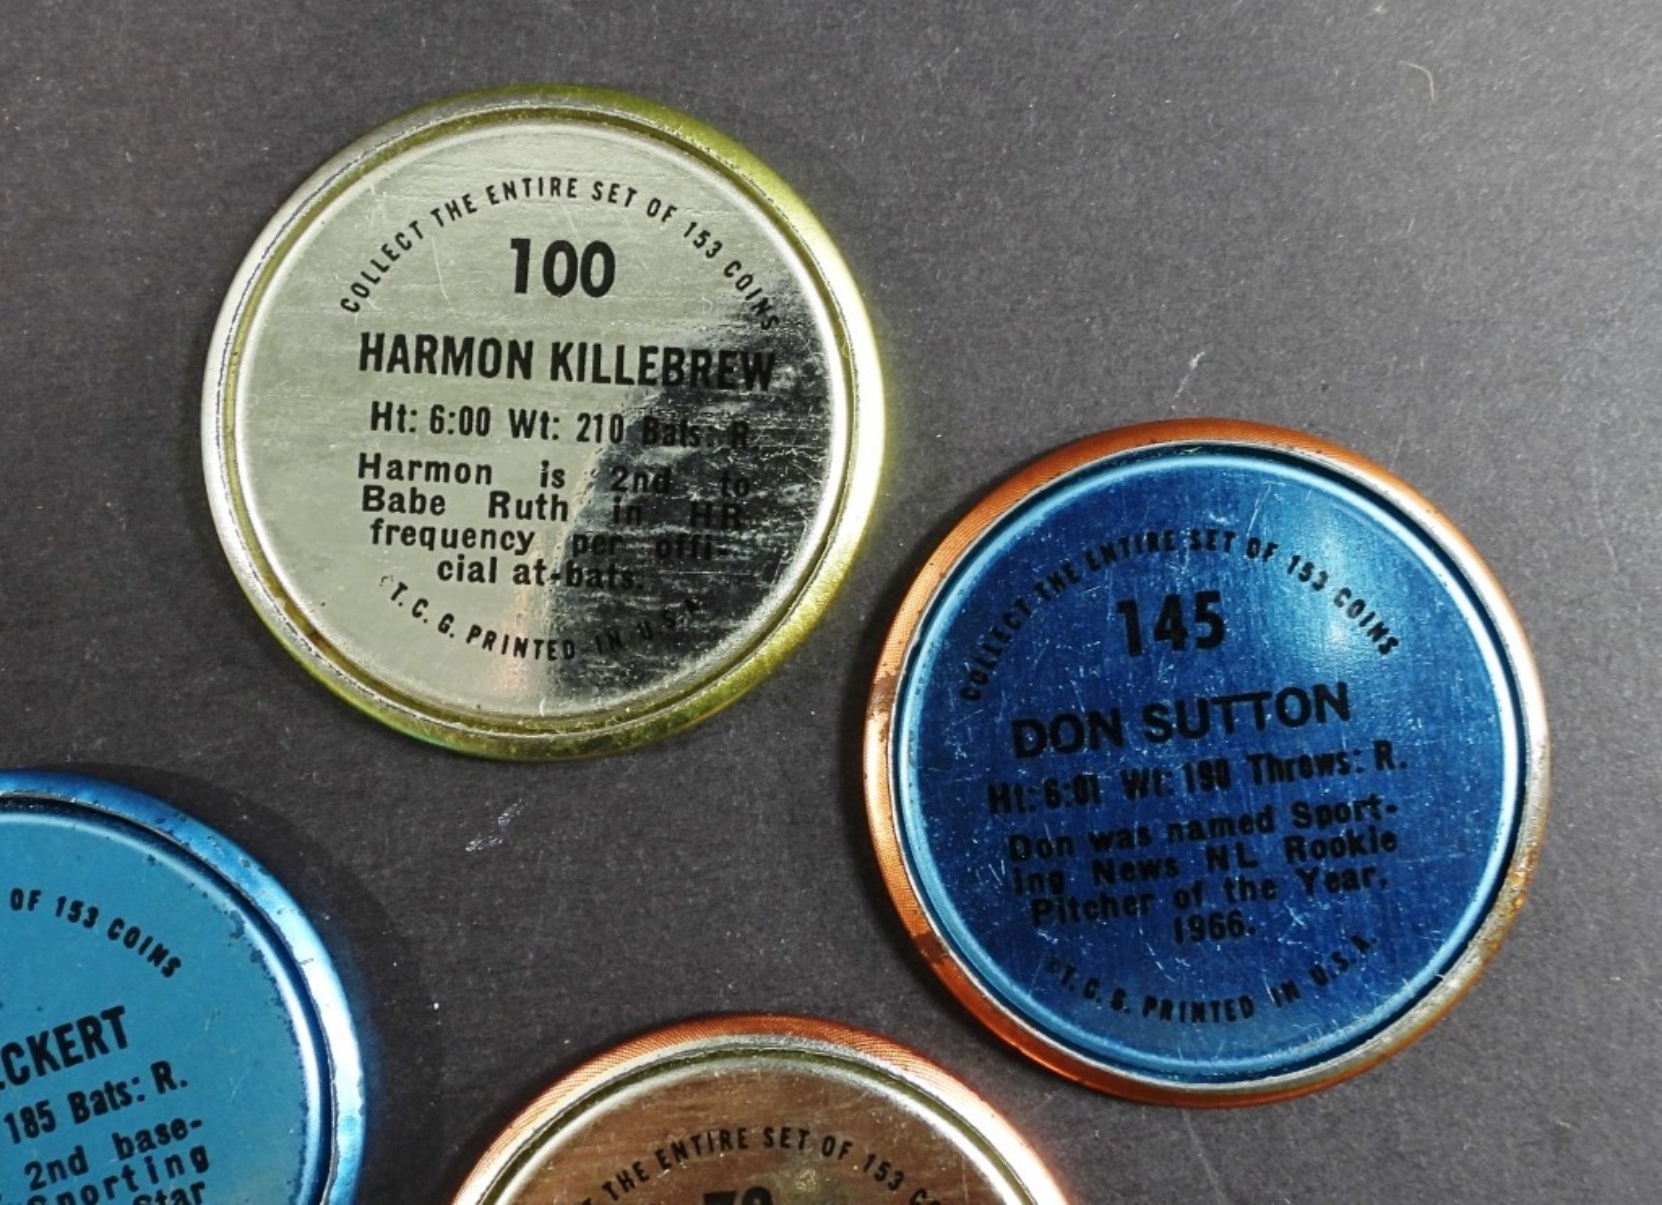 COLLECT THE ENTIRE SET OF 153 COINS
100
HARMON KILLEBREW
Ht: 6:00 Wt: 210 Bats: R.
Harmon is 2nd to
Babe Ruth in HR
frequency per offi-
cial at-bats.
©T. C. G. PRINTED IN U.S.A.
COLLECT THE ENTIRE SET OF 153 COINS
145
DON SUTTON
Ht: 6:01 Wt: 190 Throws: R.
Don was named Sport-
ing News NL Rookie
Pitcher of the Year,
1966.
©T. C. G. PRINTED IN U.S.A.
OF 153 COINS
CKERT
185 Bats: R.
2nd base-
Sporting
Star
THE ENTIRE SET OF 153